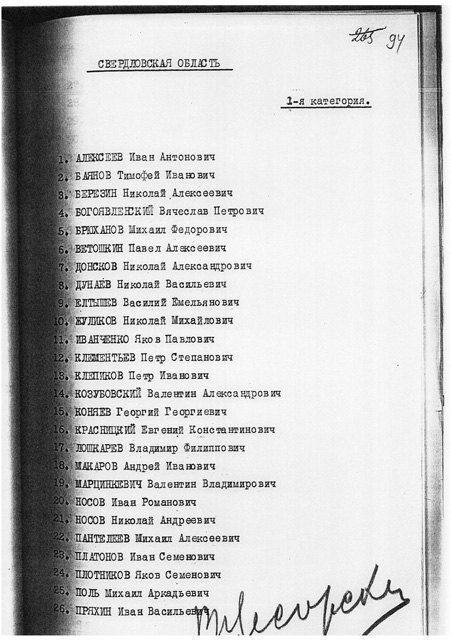 265 94
СВЕРДЛОВСКАЯ ОБЛАСТЬ
1-я категория.
1. АЛЕКСЕЕВ Иван Антонович
2. БАЯНОВ Тимофей Иванович
3. БЕРЕЗИН Николай Алексеевич
4. БОГОЯВЛЕНСКИЙ Вячеслав Петрович
5. БРЮХАНОВ Михаил Федорович
6. ВЕТОШКИН Павел Алексеевич
7. ДОНСКОВ Николай Александрович
8. ДУНАЕВ Николай Васильевич
9. ЕЛТЫШЕВ Василий Емельянович
10. ЖУЛИКОВ Николай Михайлович
11. ИВАНЧЕНКО Яков Павлович
12. КЛЕМЕНТЬЕВ Петр Степанович
13. КЛЕПИКОВ Петр Иванович
14. КОЗУБОВСКИЙ Валентин Александрович
15. КОНЯЕВ Георгий Георгиевич
16. КРАСНИЦКИЙ Евгений Константинович
17. ЛОШКАРЕВ Владимир Филиппович
18. МАКАРОВ Андрей Иванович
19. МАРЦИНКЕВИЧ Валентин Владимирович
20. НОСОВ Иван Романович
21. НОСОВ Николай Андреевич
22. ПАНТЕЛЕЕВ Михаил Алексеевич
23. ПЛАТОНОВ Иван Семенович
24. ПЛОТНИКОВ Яков Семенович
25. ПОЛЬ Михаил Аркадьевич
26. ПРЯХИН Иван Васильевич